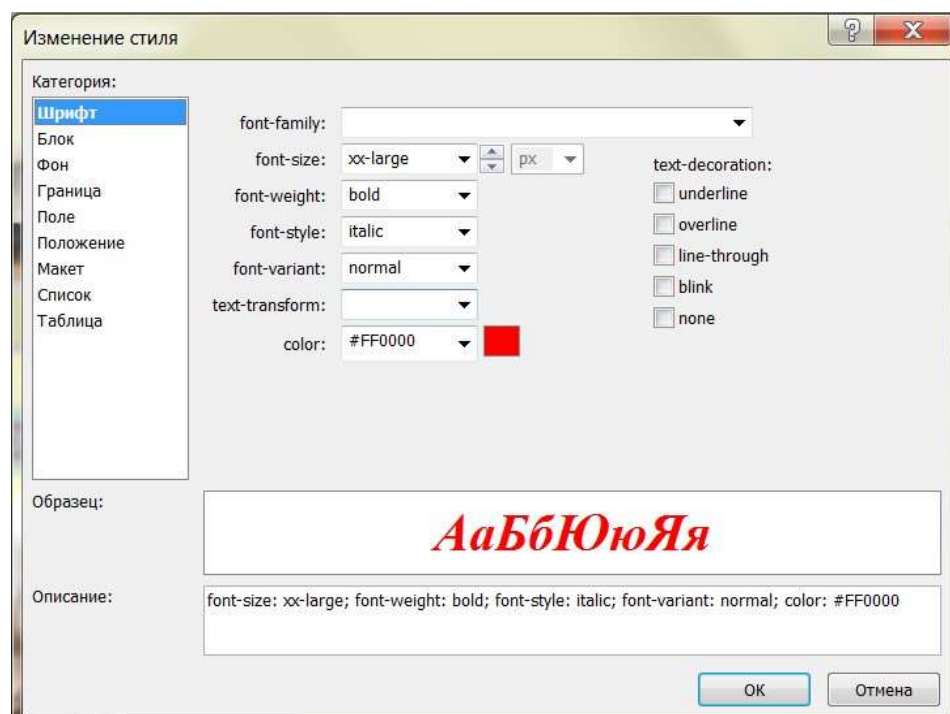 Изменение стиля
Категория:
Шрифт
Блок
Фон
Граница
Поле
Положение
Макет
Список
Таблица
font-family:
font-size: xx-large px
font-weight: bold
font-style: italic
font-variant: normal
text-transform:
color: #FF0000
text-decoration:
underline
overline
line-through
blink
none
Образец:
АаБбЮюЯя
Описание:
font-size: xx-large; font-weight: bold; font-style: italic; font-variant: normal; color: #FF0000
ОК Отмена